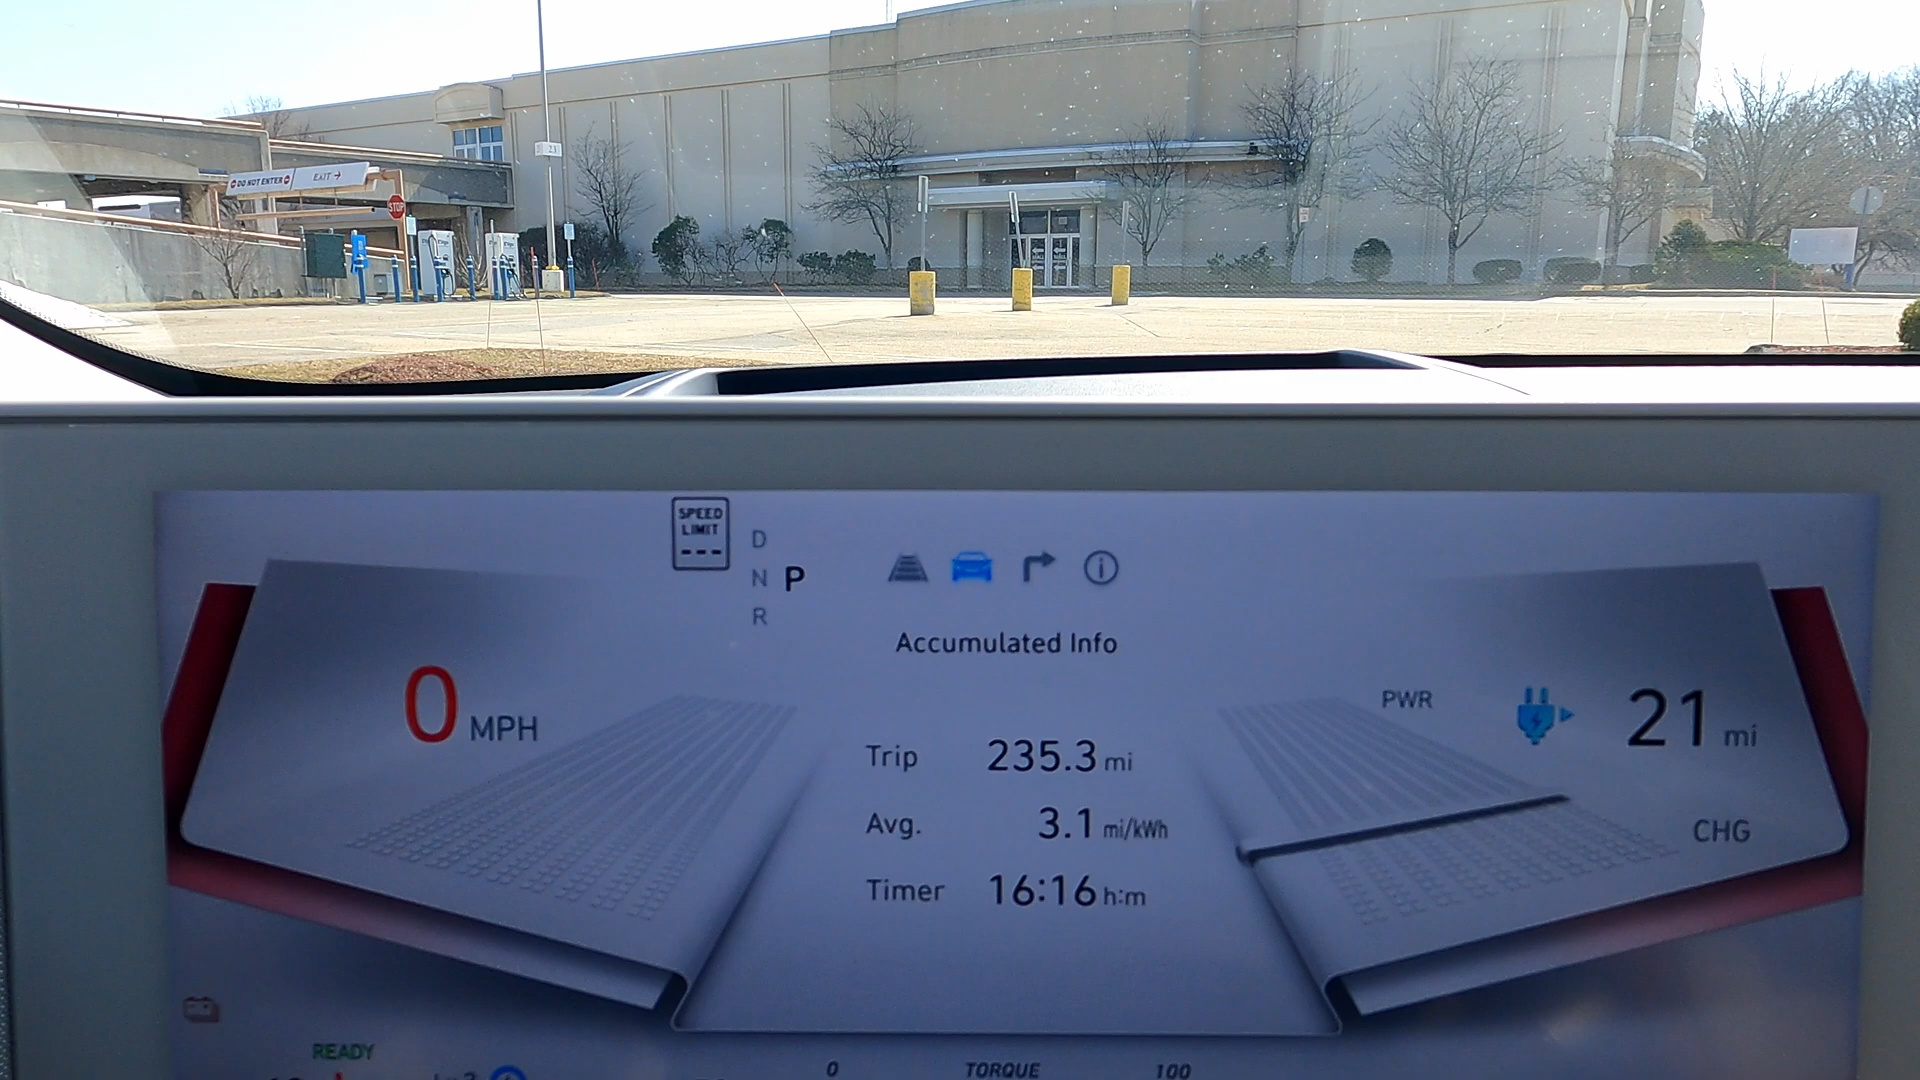 DO NOT ENTER
EXIT →
STOP
23
SPEED
LIMIT
---
D
N P
R
Accumulated Info
0 MPH
PWR
21 mi
Trip 235.3 mi
Avg. 3.1 mi/kWh
CHG
Timer 16:16 h:m
READY
0 TORQUE 100